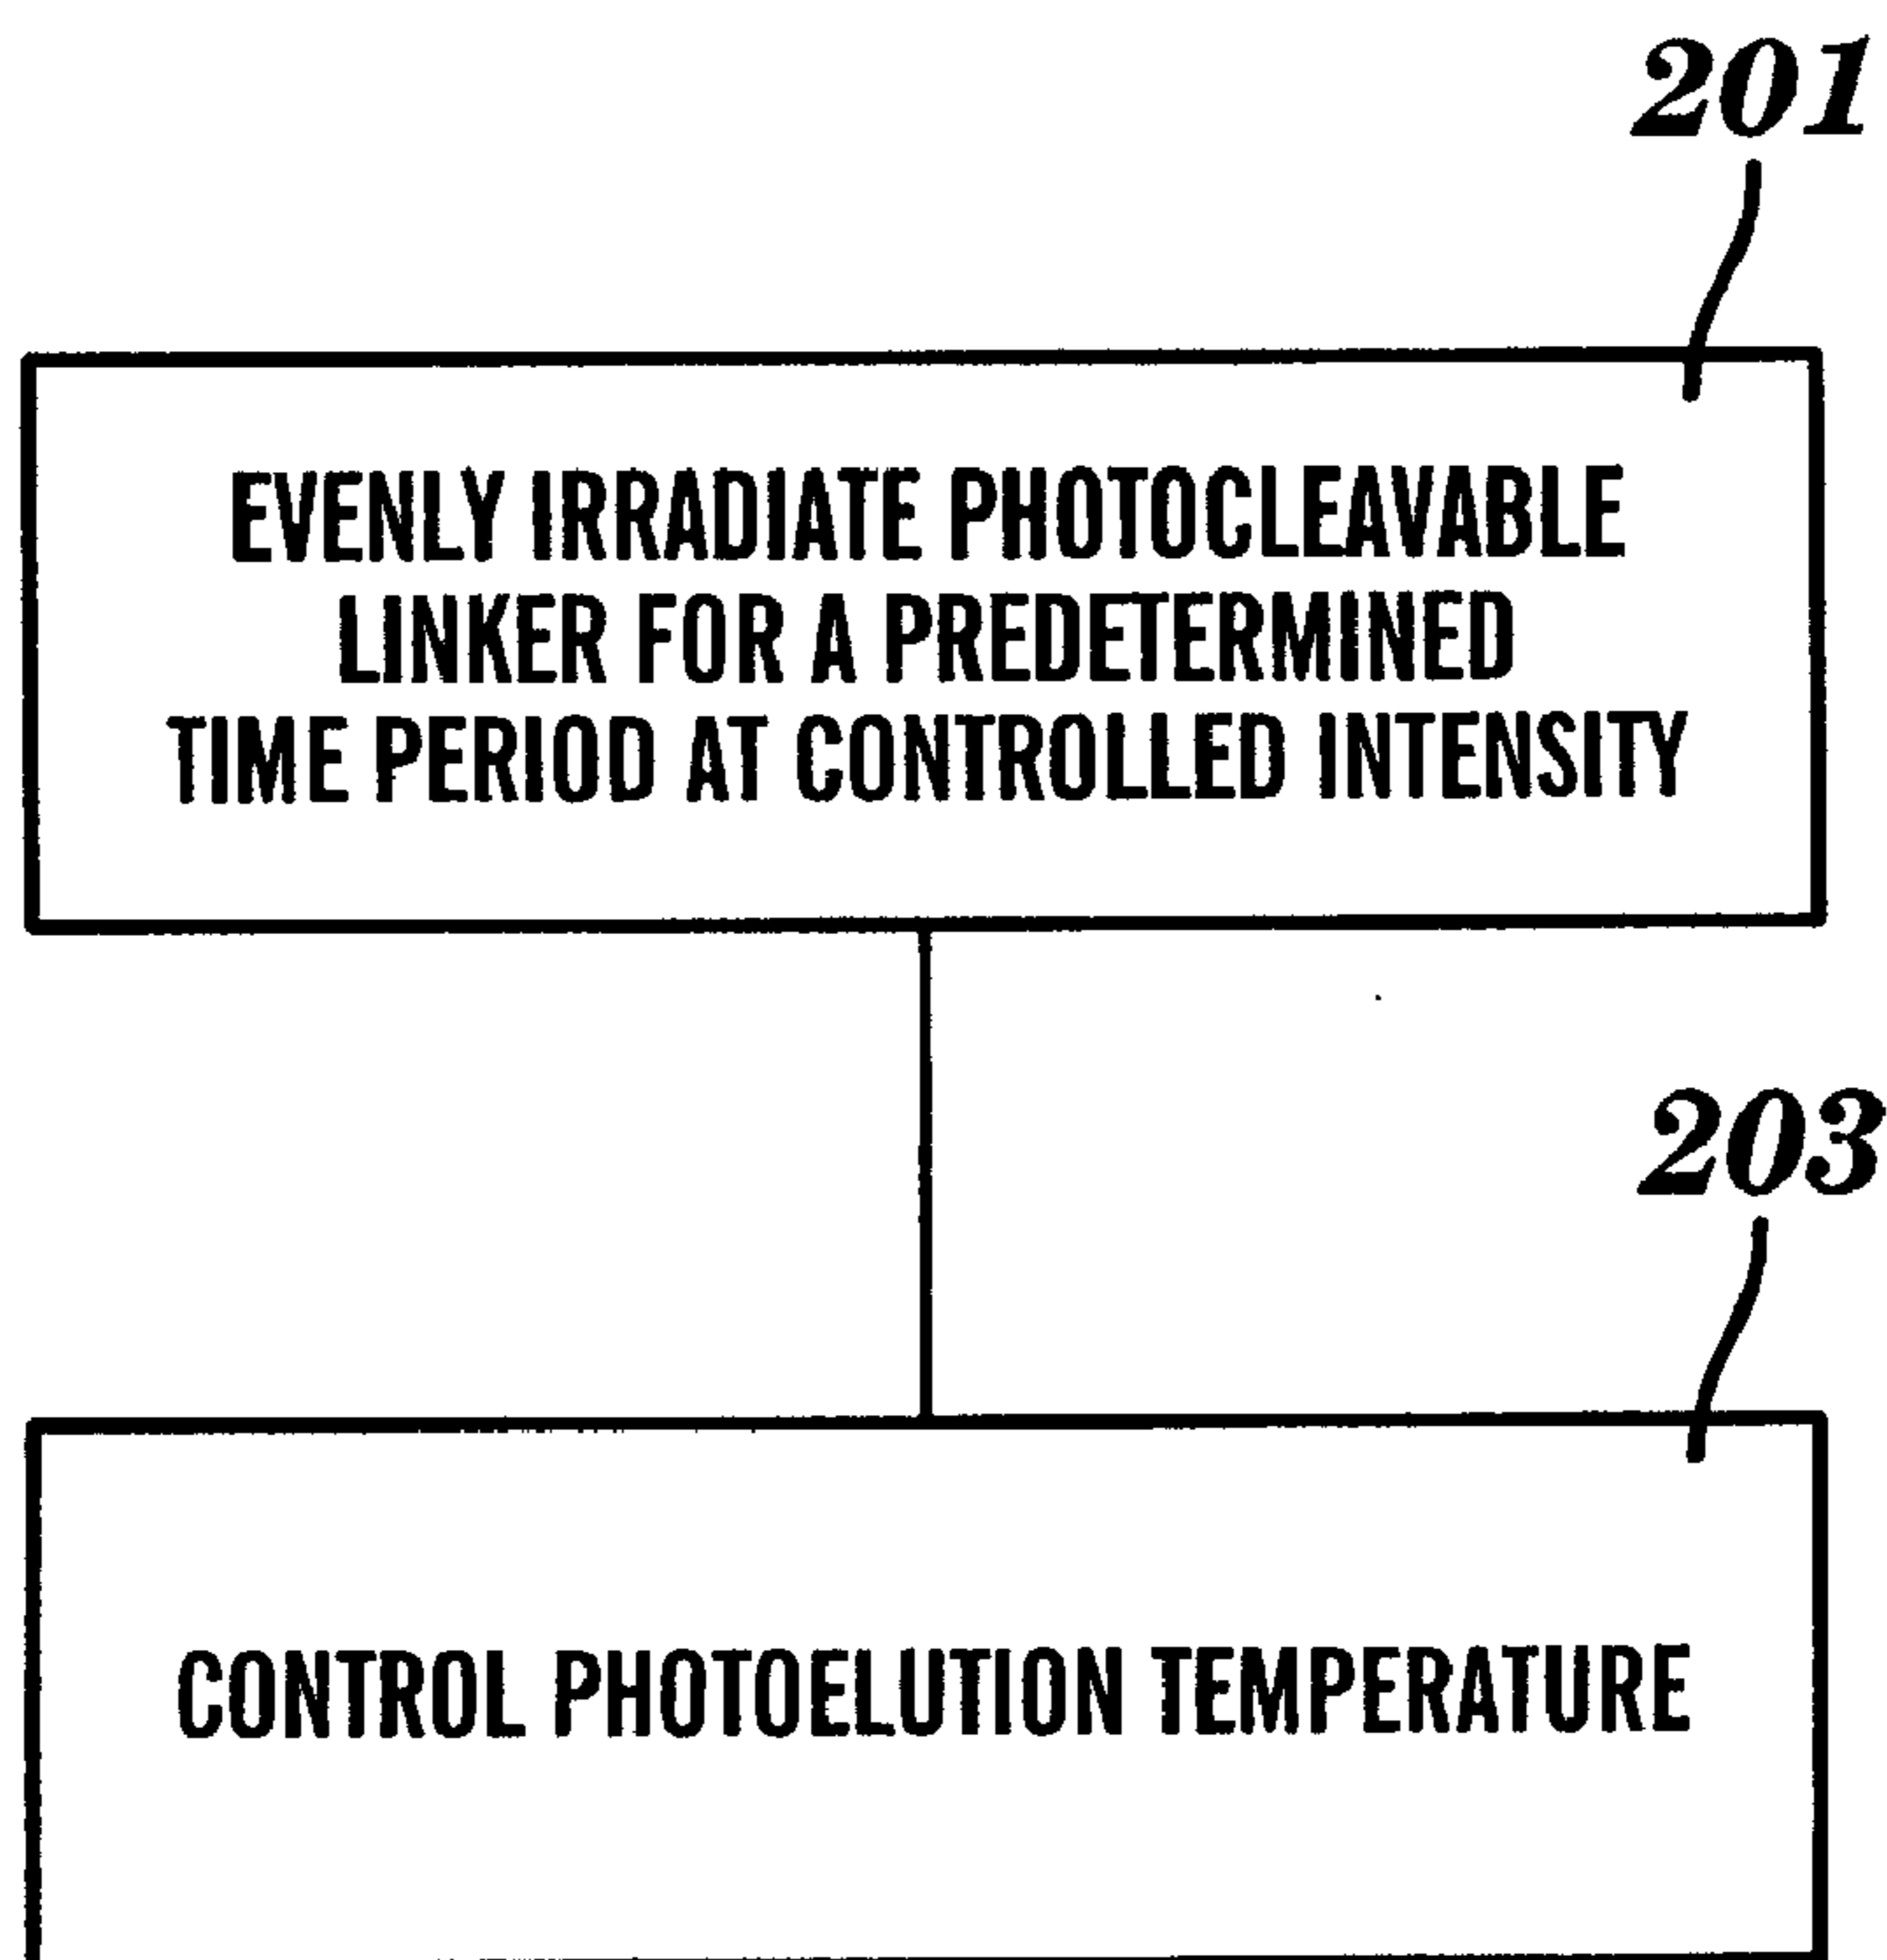 201
EVENLY IRRADIATE PHOTOCLEAVABLE
LINKER FOR A PREDETERMINED
TIME PERIOD AT CONTROLLED INTENSITY
203
CONTROL PHOTOELUTION TEMPERATURE